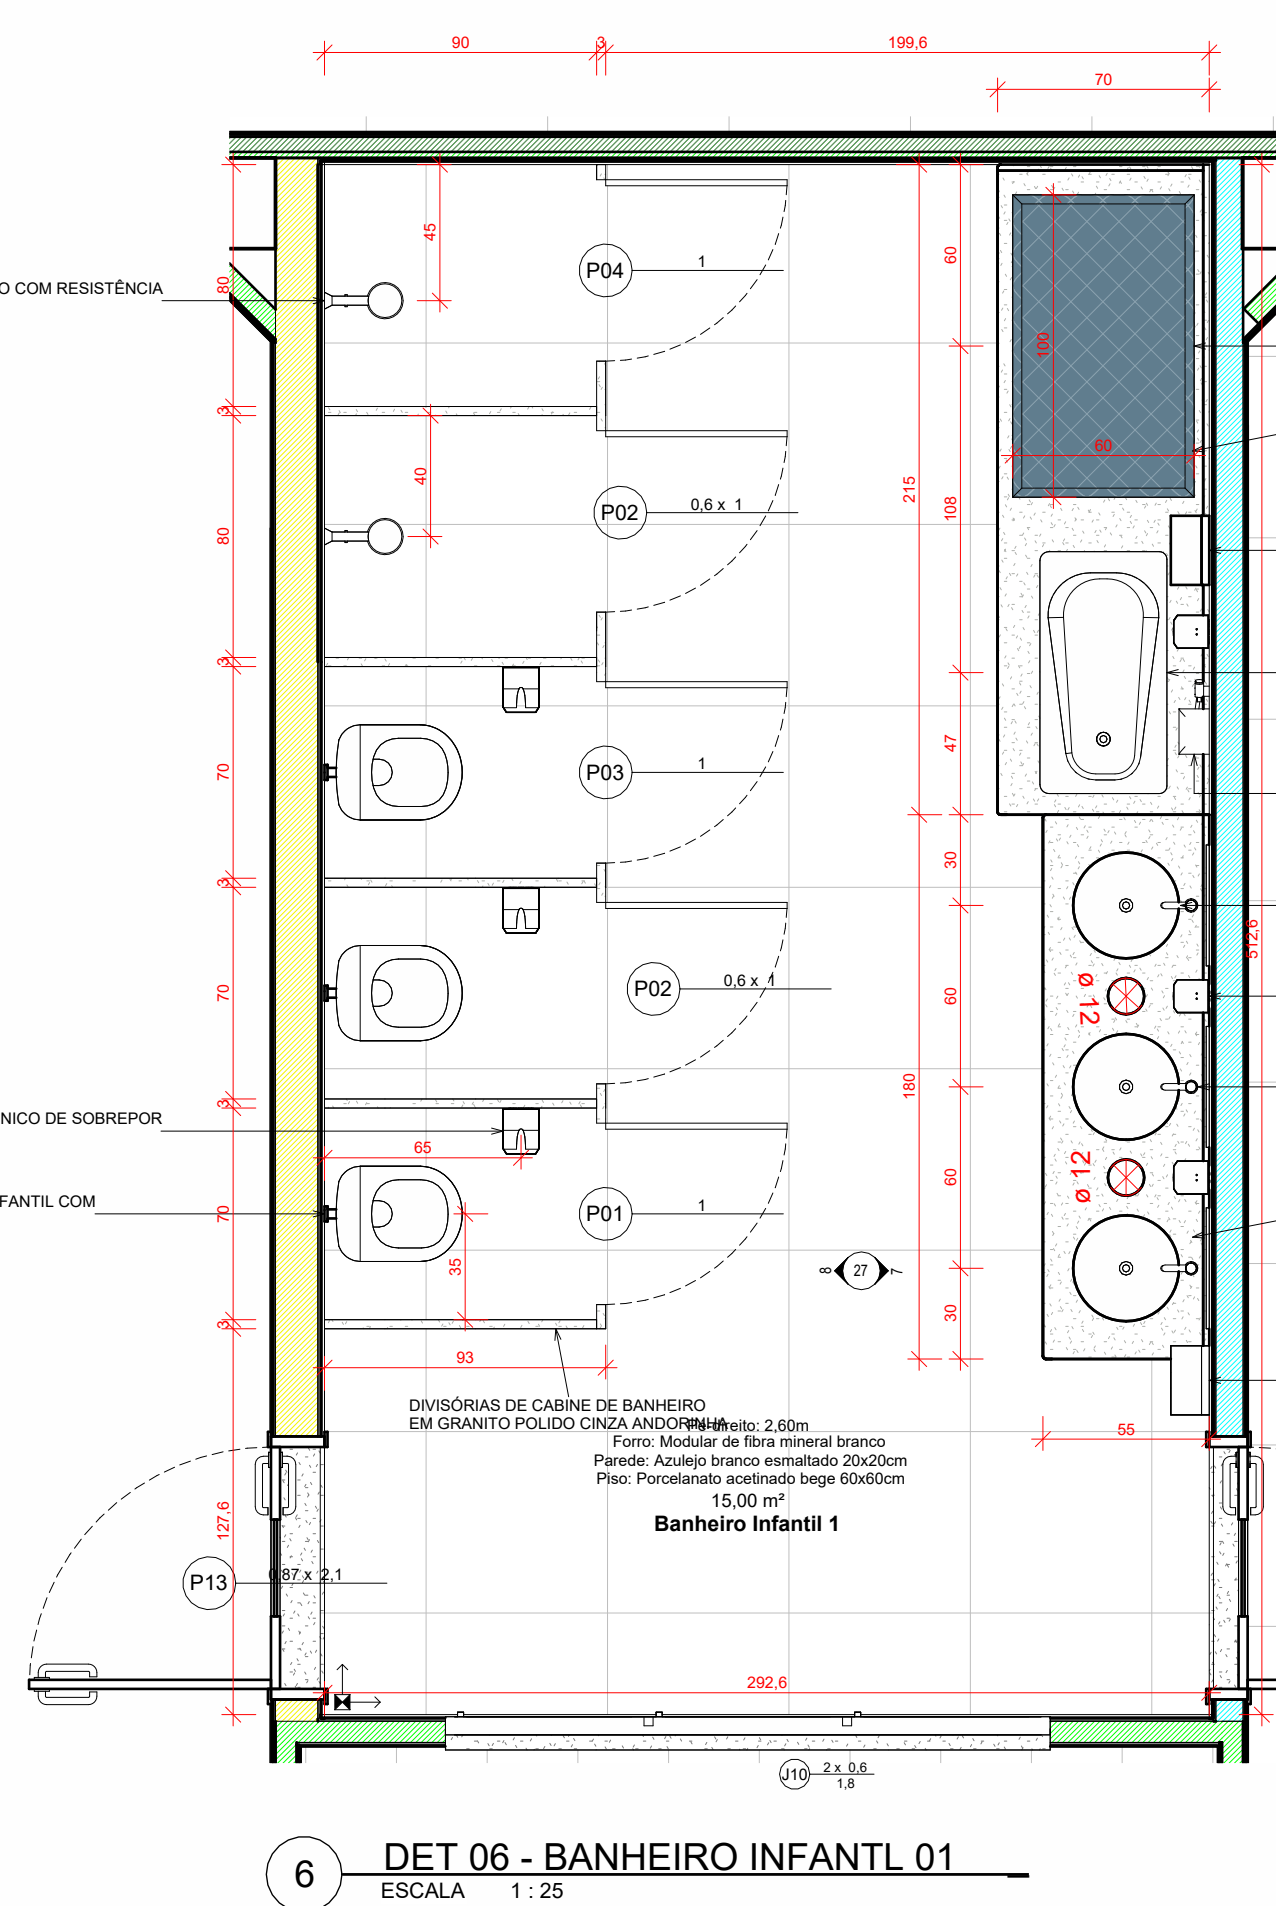 90
3
199,6
70
45
80
P04
1
60
O COM RESISTÊNCIA
100
3
60
40
215
108
80
P02
0,6 x 1
3
70
P03
1
47
3
30
512,6
70
P02
0,6 x 1
60
ø 12
180
3
NICO DE SOBREPOR
65
60
ø 12
FANTIL COM
70
P01
1
35
8
27
7
30
3
93
DIVISÓRIAS DE CABINE DE BANHEIRO
EM GRANITO POLIDO CINZA ANDORINHA
Pé-direito: 2,60m
55
Forro: Modular de fibra mineral branco
Parede: Azulejo branco esmaltado 20x20cm
Piso: Porcelanato acetinado bege 60x60cm
15,00 m²
Banheiro Infantil 1
127,6
P13
0,87 x 2,1
292,6
J10
2 x 0,6
1,8
6
DET 06 - BANHEIRO INFANTL 01
ESCALA 1 : 25